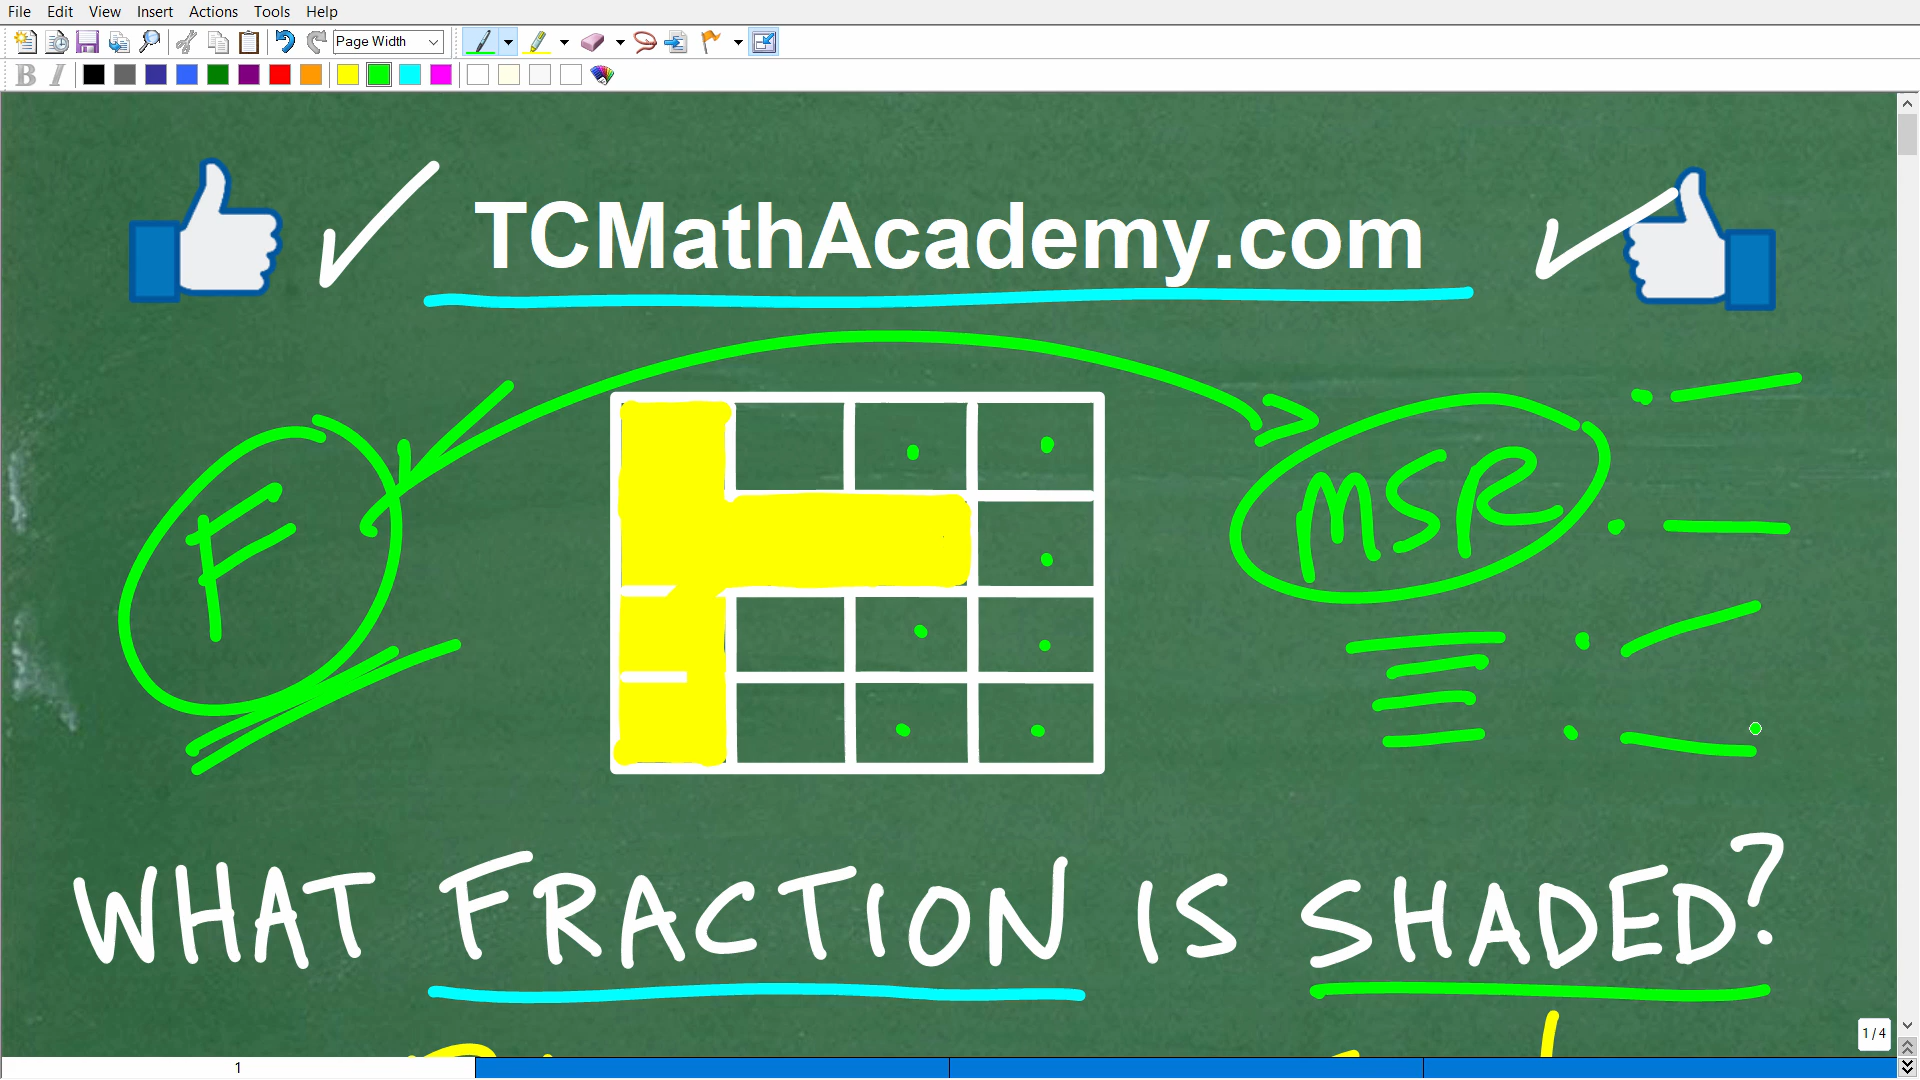 File Edit View Insert Actions Tools Help
Page Width
B I
TCMathAcademy.com
F
MSR
WHAT FRACTION IS SHADED?
1 / 4
1